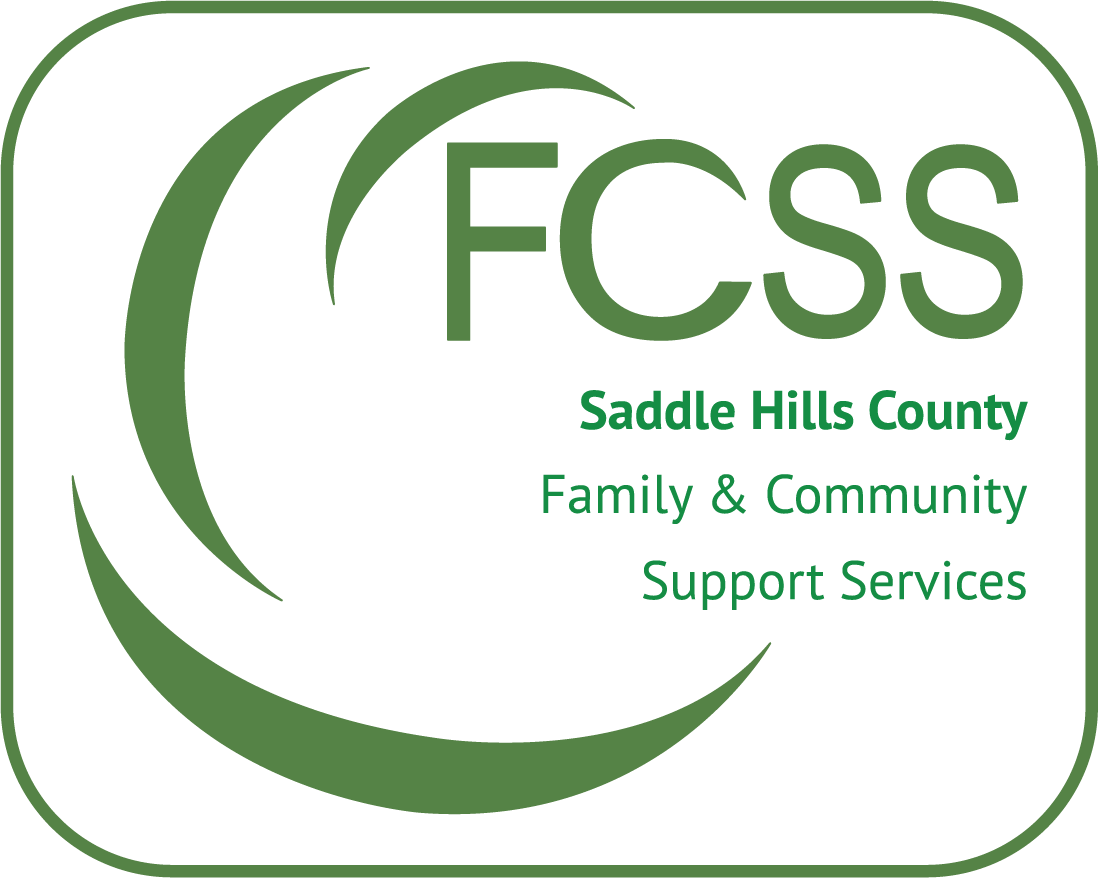 FCSS
Saddle Hills County
Family & Community
Support Services